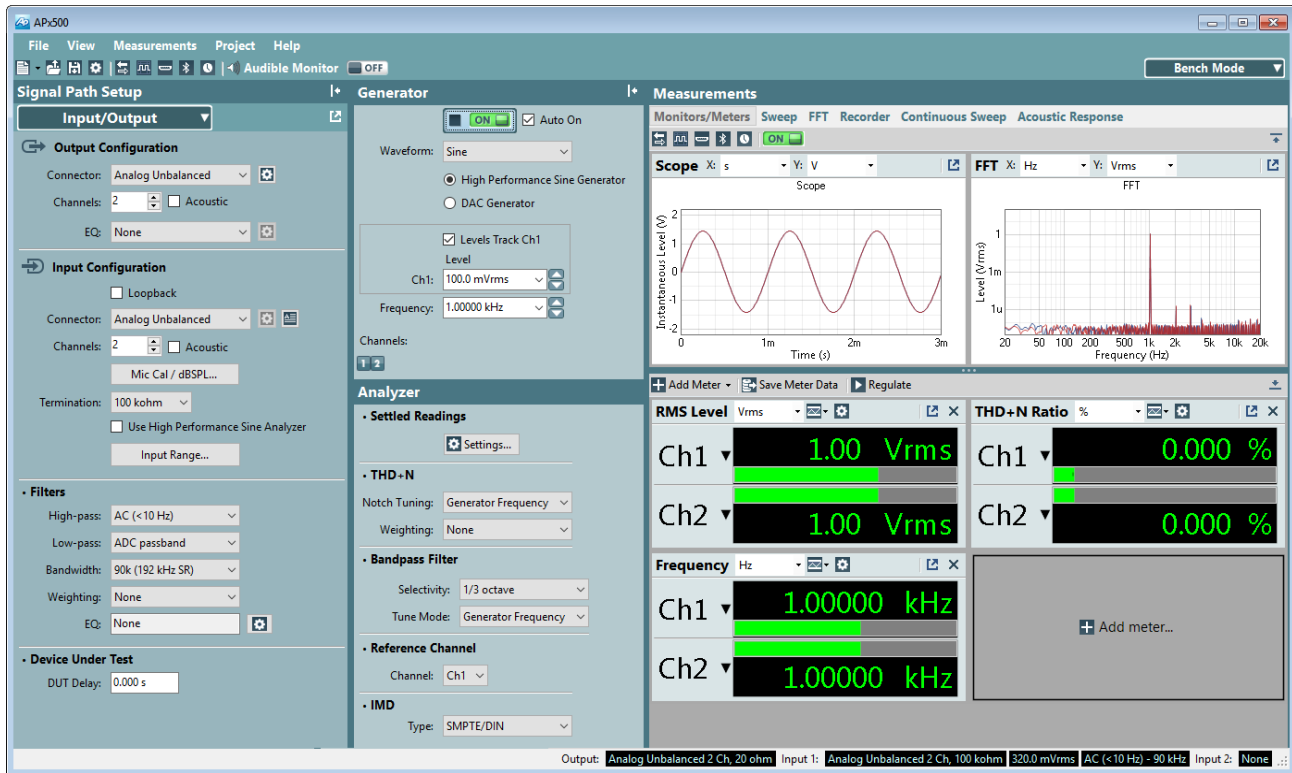 APx500
File View Measurements Project Help
Audible Monitor OFF
Bench Mode
Signal Path Setup
Input/Output
Output Configuration
Connector: Analog Unbalanced
Channels: 2 Acoustic
EQ: None
Input Configuration
Loopback
Connector: Analog Unbalanced
Channels: 2 Acoustic
Mic Cal / dBSPL...
Termination: 100 kohm
Use High Performance Sine Analyzer
Input Range...
Filters
High-pass: AC (<10 Hz)
Low-pass: ADC passband
Bandwidth: 90k (192 kHz SR)
Weighting: None
EQ: None
Device Under Test
DUT Delay: 0.000 s
Generator
ON Auto On
Waveform: Sine
High Performance Sine Generator
DAC Generator
Levels Track Ch1
Level
Ch1: 100.0 mVrms
Frequency: 1.00000 kHz
Channels:
1 2
Analyzer
Settled Readings
Settings...
THD+N
Notch Tuning: Generator Frequency
Weighting: None
Bandpass Filter
Selectivity: 1/3 octave
Tune Mode: Generator Frequency
Reference Channel
Channel: Ch1
IMD
Type: SMPTE/DIN
Measurements
Monitors/Meters Sweep FFT Recorder Continuous Sweep Acoustic Response
ON
Scope X: s Y: V
Scope
Instantaneous Level (V)
2
1
0
-1
-2
0 1m 2m 3m
Time (s)
FFT X: Hz Y: Vrms
FFT
Level (Vrms)
1
1m
1u
20 50 100 200 500 1k 2k 5k 10k 20k
Frequency (Hz)
Add Meter Save Meter Data Regulate
RMS Level Vrms
Ch1 1.00 Vrms
Ch2 1.00 Vrms
THD+N Ratio %
Ch1 0.000 %
Ch2 0.000 %
Frequency Hz
Ch1 1.00000 kHz
Ch2 1.00000 kHz
Add meter...
Output: Analog Unbalanced 2 Ch, 20 ohm Input 1: Analog Unbalanced 2 Ch, 100 kohm 320.0 mVrms AC (<10 Hz) - 90 kHz Input 2: None